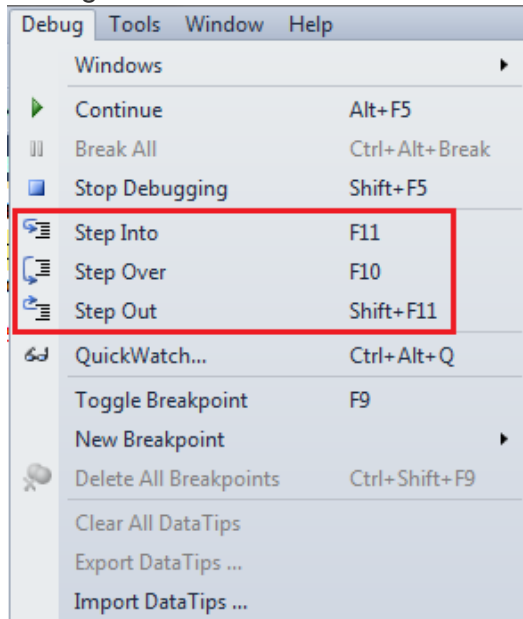 Debug Tools Window Help
Windows
Continue Alt+F5
Break All Ctrl+Alt+Break
Stop Debugging Shift+F5
Step Into F11
Step Over F10
Step Out Shift+F11
QuickWatch... Ctrl+Alt+Q
Toggle Breakpoint F9
New Breakpoint
Delete All Breakpoints Ctrl+Shift+F9
Clear All DataTips
Export DataTips ...
Import DataTips ...